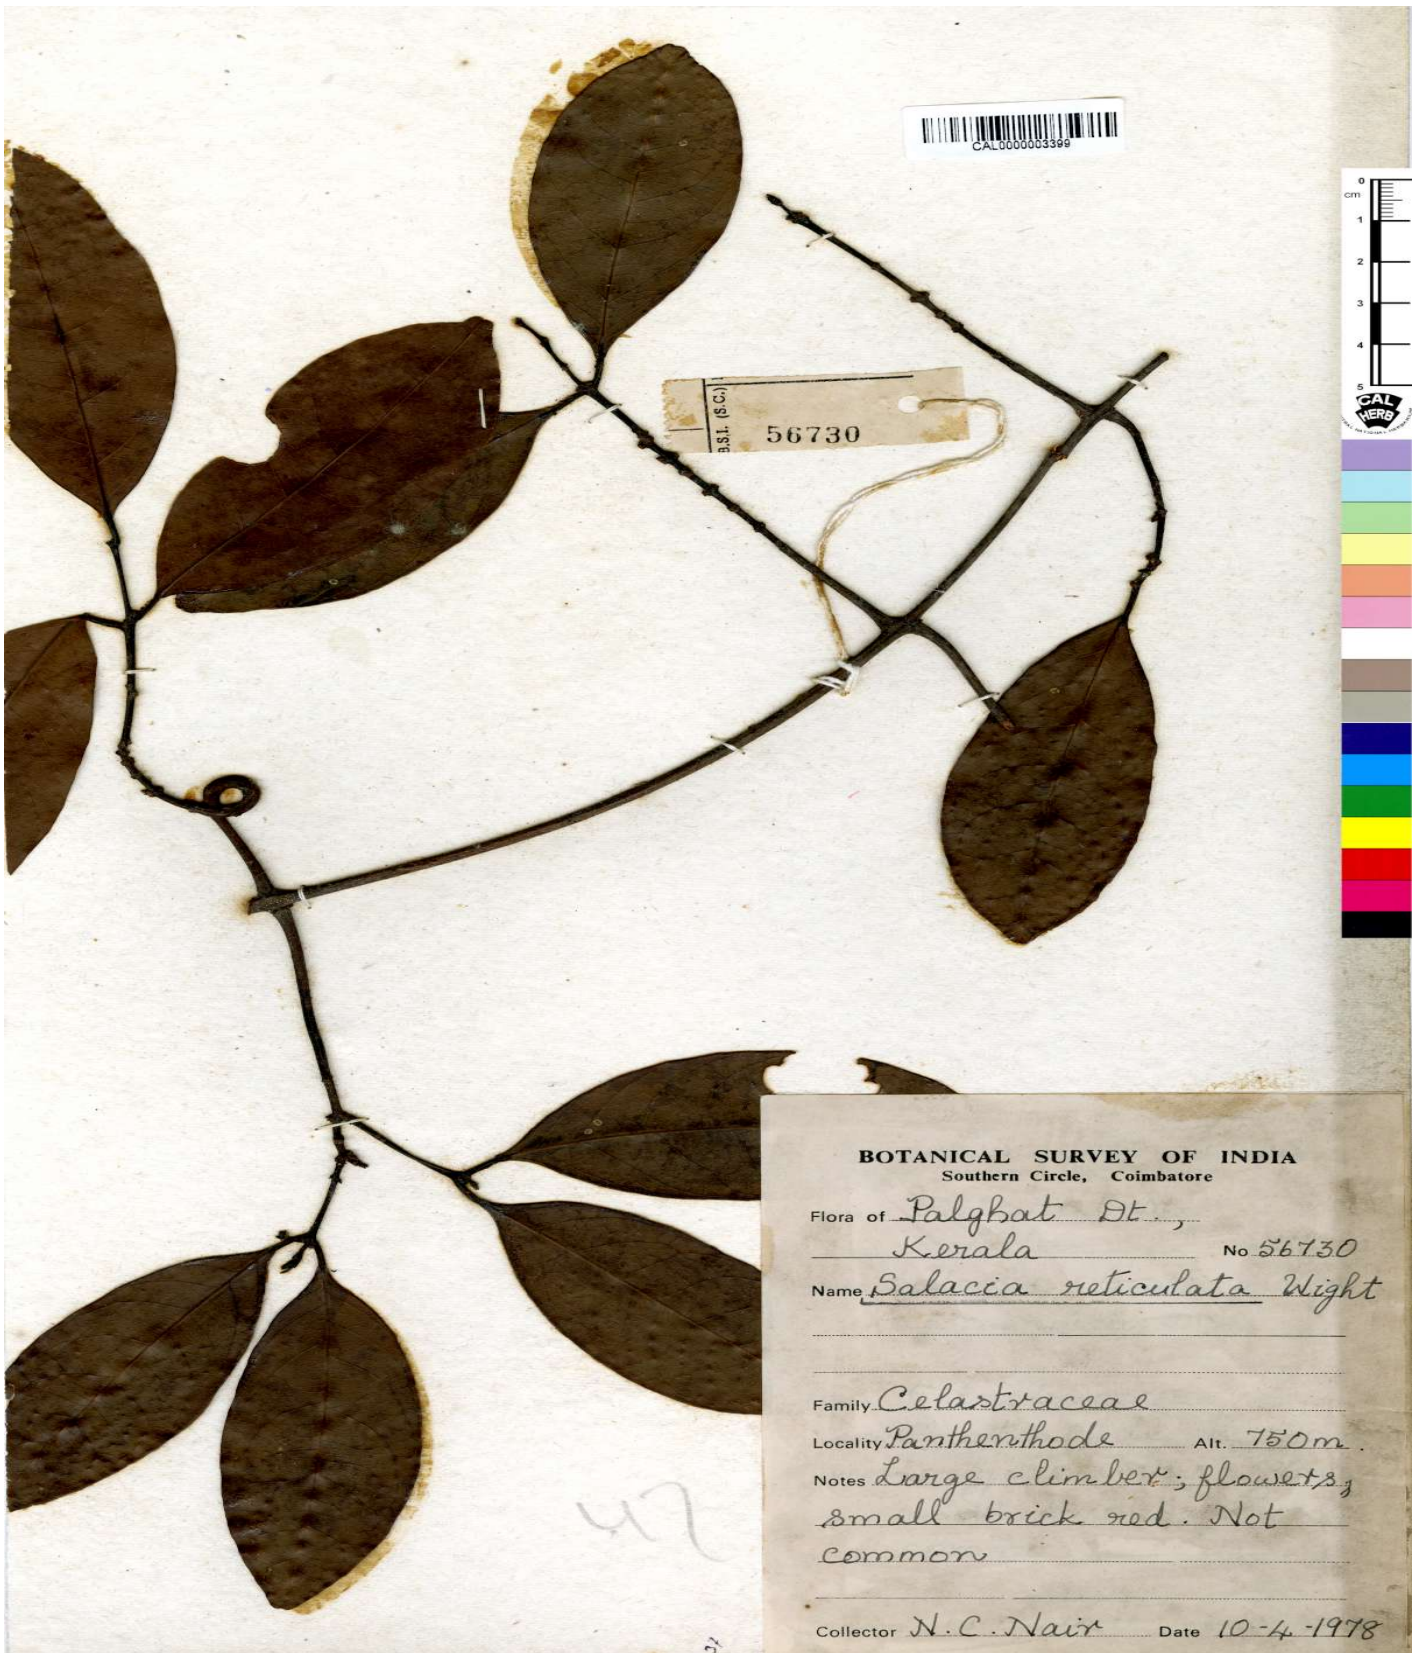 CAL0000003399
0
cm
1
2
3
4
5
CAL
HERB
B.S.I. (S.C.)
56730
BOTANICAL SURVEY OF INDIA
Southern Circle, Coimbatore
Flora of Palghat Dt.,
Kerala No 56730
Name Salacia reticulata Wight
Family Celastraceae
Locality Panthenthode Alt. 750m.
Notes Large climber; flowers,
small brick red. Not
common
Collector N. C. Nair Date 10-4-1978
47
37